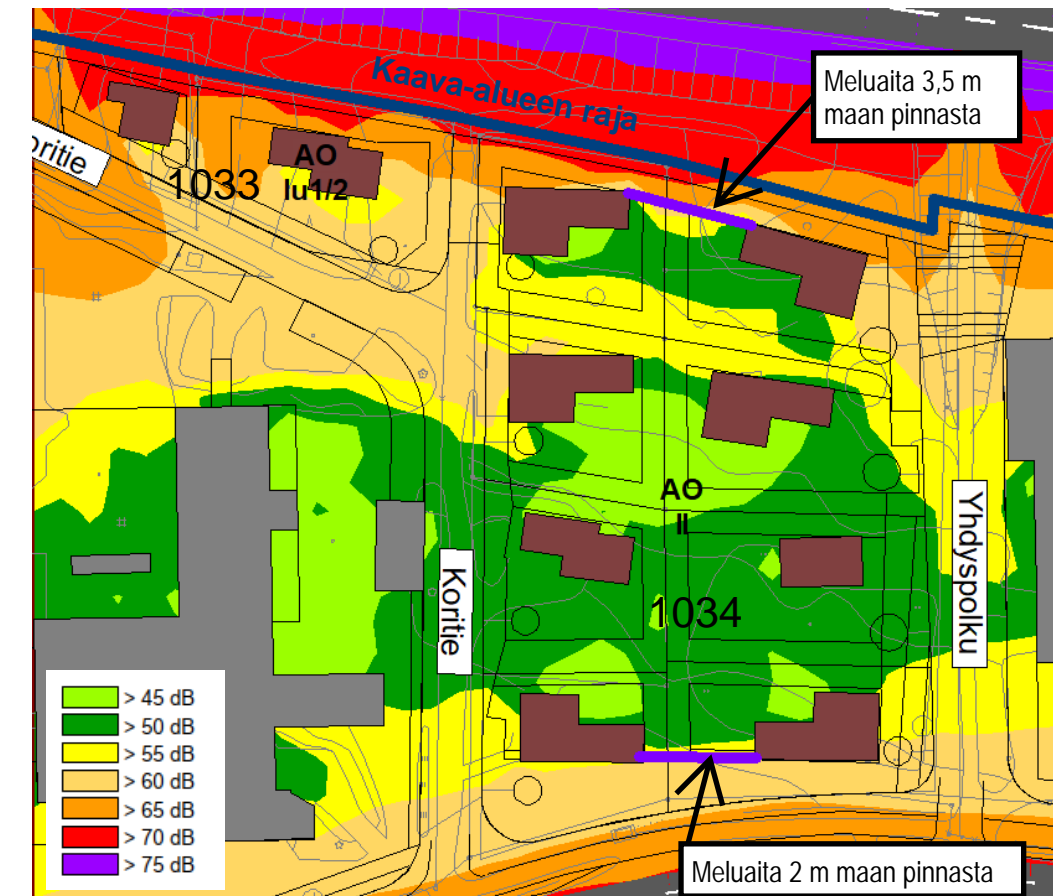 Meluaita 3,5 m
maan pinnasta
Kaava-alueen raja
oritie
AO
Iu1/2
1033
AO
II
1034
Koritie
Yhdyspolku
> 45 dB
> 50 dB
> 55 dB
> 60 dB
> 65 dB
> 70 dB
> 75 dB
Meluaita 2 m maan pinnasta